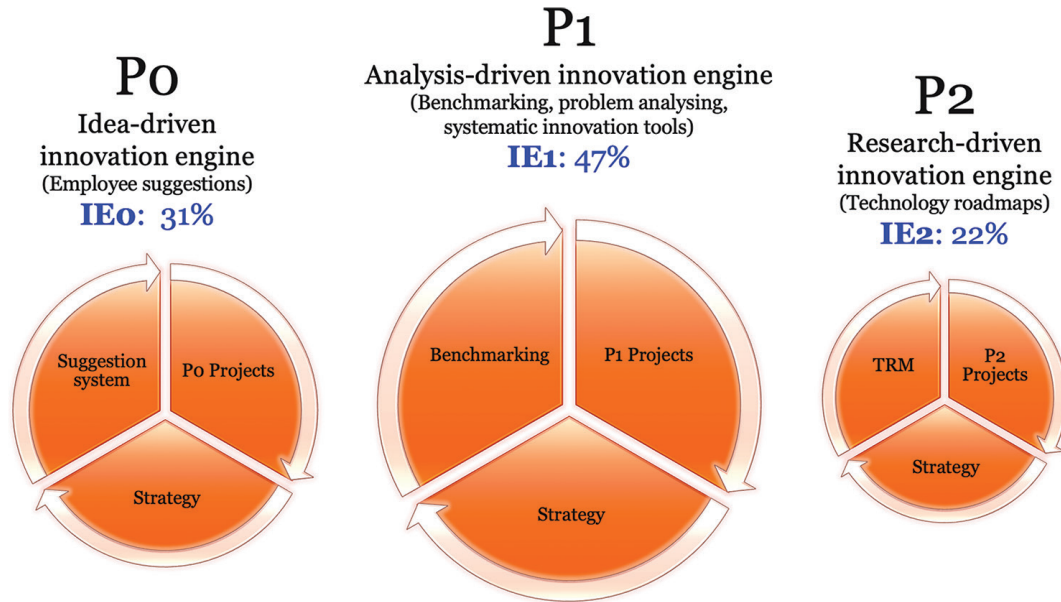 P0
Idea-driven
innovation engine
(Employee suggestions)
IE0: 31%
Suggestion
system
P0 Projects
Strategy
P1
Analysis-driven innovation engine
(Benchmarking, problem analysing,
systematic innovation tools)
IE1: 47%
Benchmarking
P1 Projects
Strategy
P2
Research-driven
innovation engine
(Technology roadmaps)
IE2: 22%
TRM
P2
Projects
Strategy